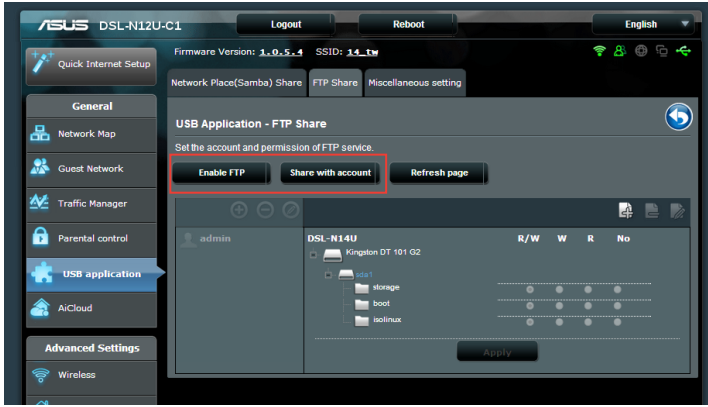 ASUS DSL-N12U-C1 Logout Reboot English
Firmware Version: 1.0.5.4 SSID: 14_tw
Quick Internet Setup
Network Place(Samba) Share FTP Share Miscellaneous setting
General
Network Map
Guest Network
Traffic Manager
Parental control
USB application
AiCloud
Advanced Settings
Wireless
USB Application - FTP Share
Set the account and permission of FTP service.
Enable FTP Share with account Refresh page
admin
DSL-N14U R/W W R No
Kingston DT 101 G2
sda1
storage
boot
isolinux
Apply